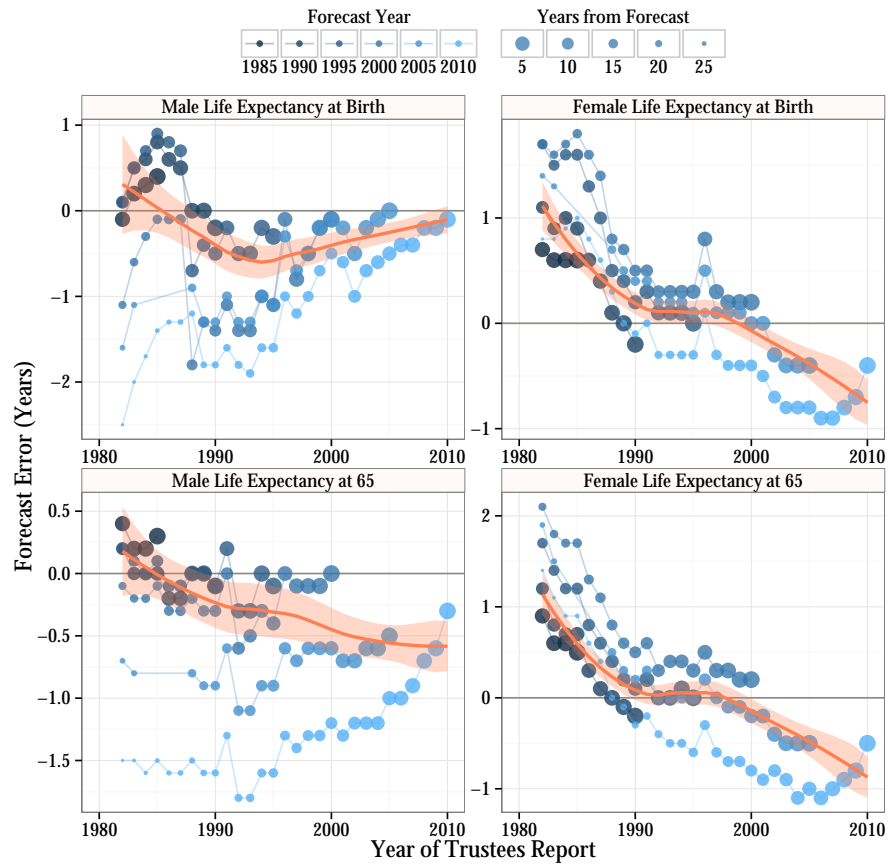 Forecast Year
Years from Forecast
1985 1990 1995 2000 2005 2010
5 10 15 20 25
Male Life Expectancy at Birth
Female Life Expectancy at Birth
1
0
−1
−2
1
0
−1
1980 1990 2000 2010
1980 1990 2000 2010
Male Life Expectancy at 65
Female Life Expectancy at 65
0.5
0.0
−0.5
−1.0
−1.5
2
1
0
−1
1980 1990 2000 2010
1980 1990 2000 2010
Forecast Error (Years)
Year of Trustees Report